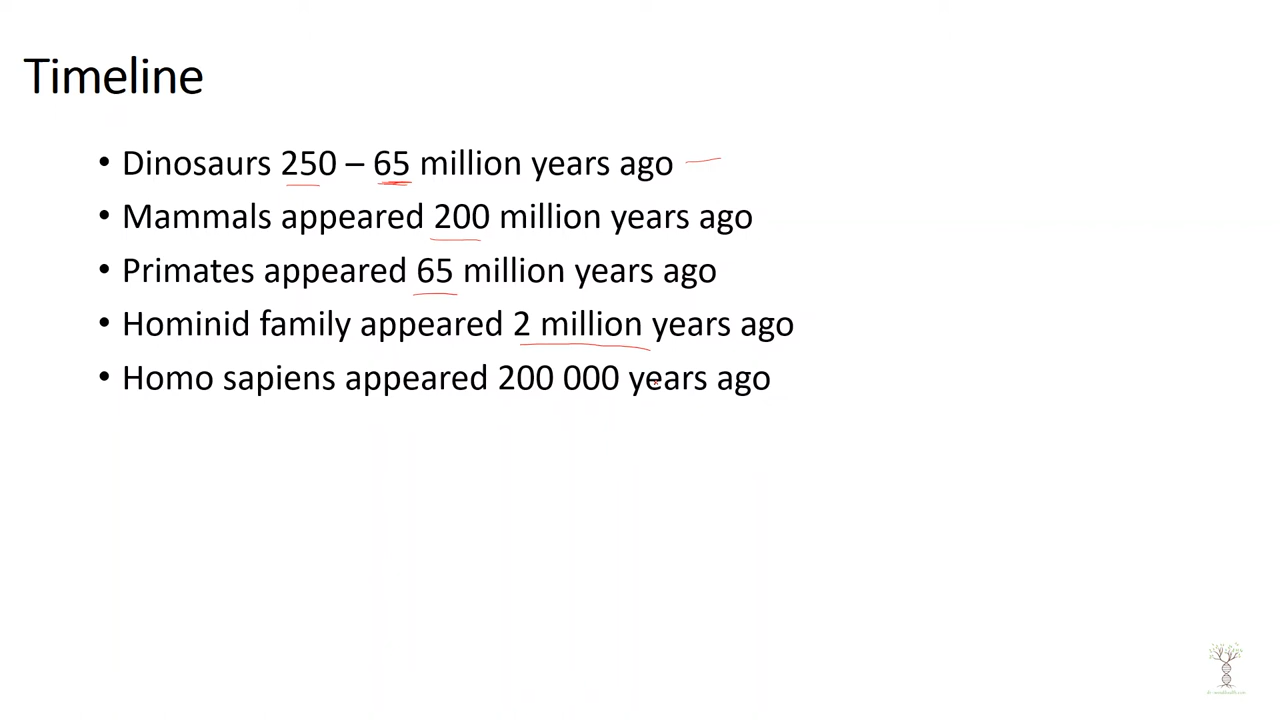 Timeline
• Dinosaurs 250 – 65 million years ago
• Mammals appeared 200 million years ago
• Primates appeared 65 million years ago
• Hominid family appeared 2 million years ago
• Homo sapiens appeared 200 000 years ago